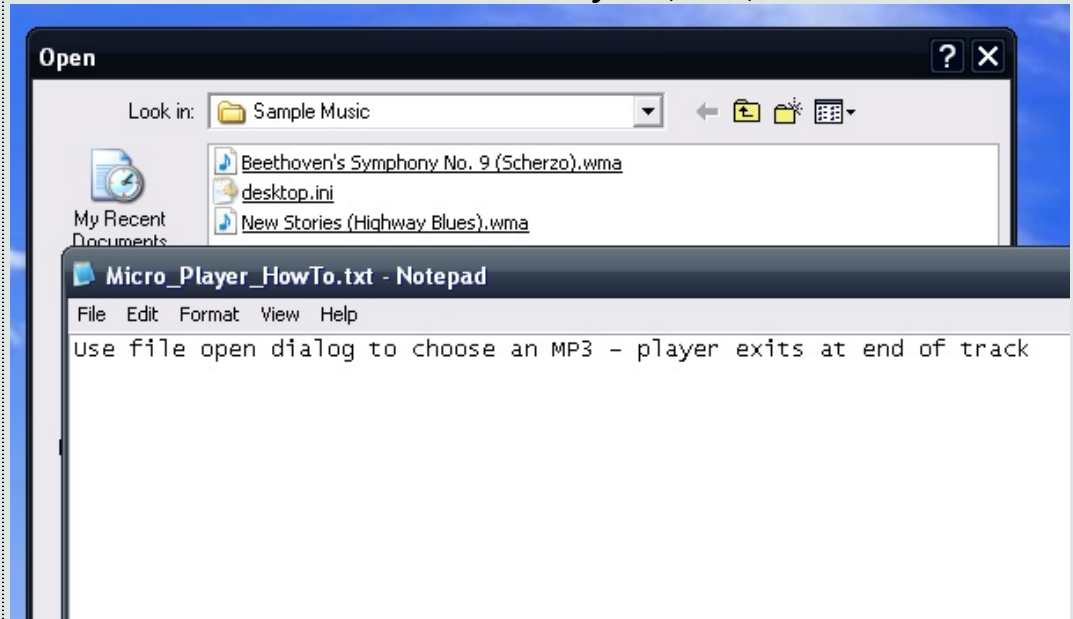 Open
Look in: Sample Music
Beethoven's Symphony No. 9 (Scherzo).wma
desktop.ini
New Stories (Highway Blues).wma
My Recent
Documents
Micro_Player_HowTo.txt - Notepad
File Edit Format View Help
Use file open dialog to choose an MP3 – player exits at end of track